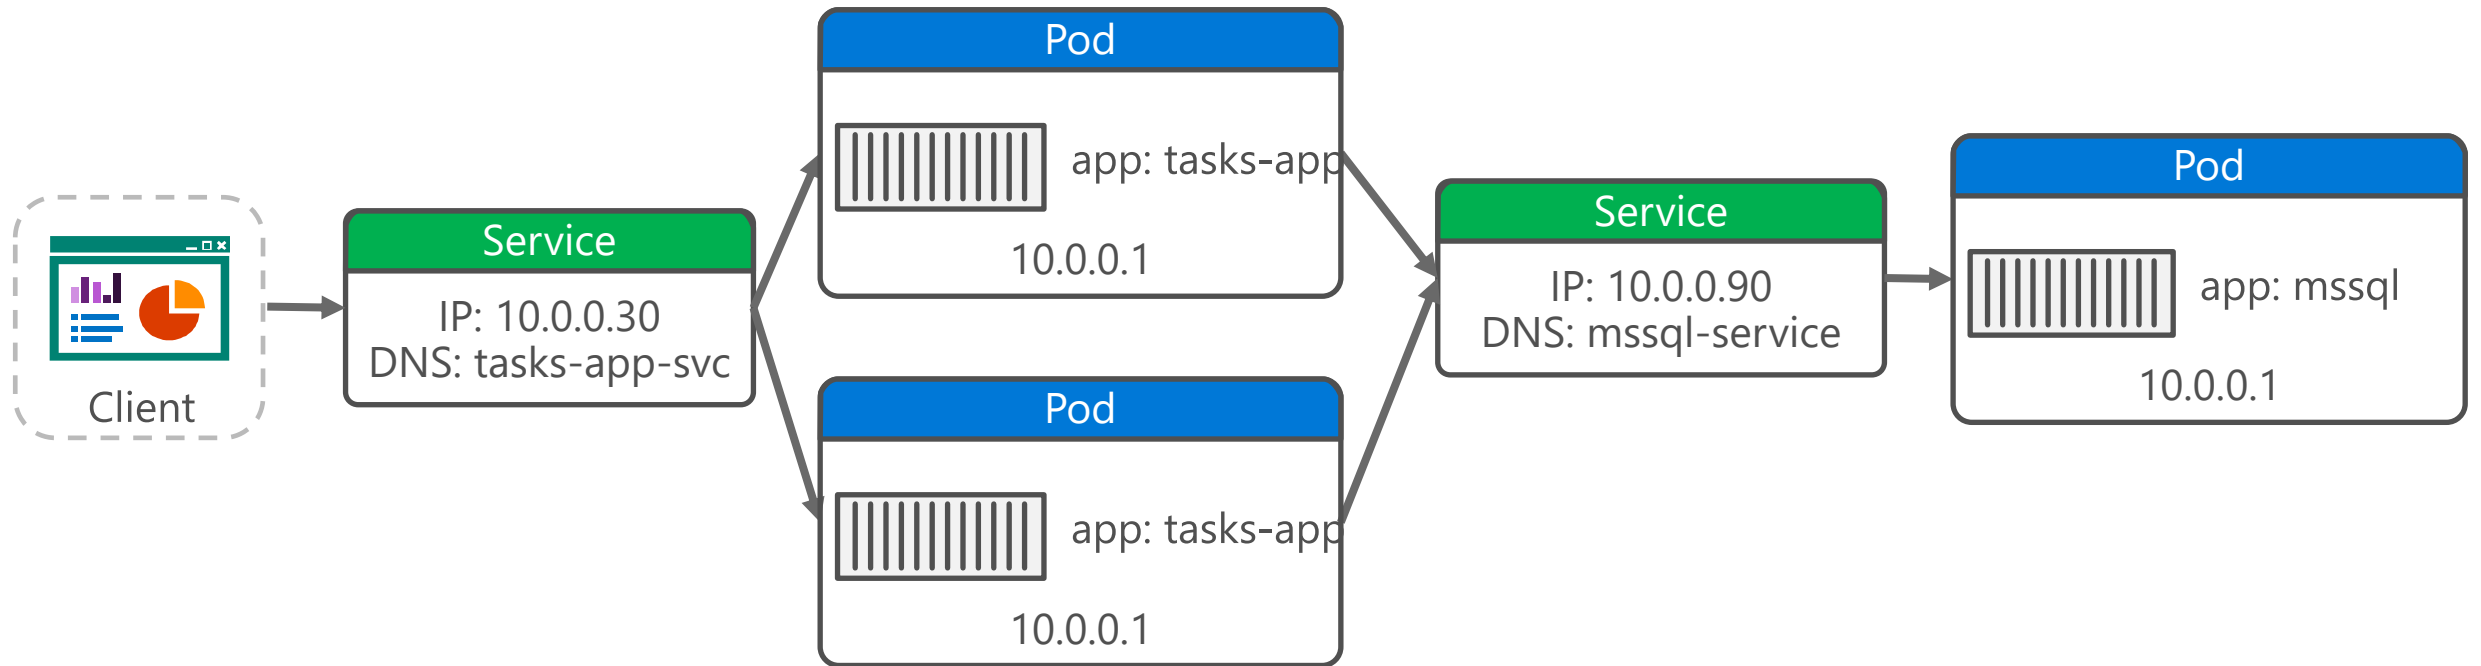 Client
Service
IP: 10.0.0.30
DNS: tasks-app-svc
Pod
app: tasks-app
10.0.0.1
Pod
app: tasks-app
10.0.0.1
Service
IP: 10.0.0.90
DNS: mssql-service
Pod
app: mssql
10.0.0.1